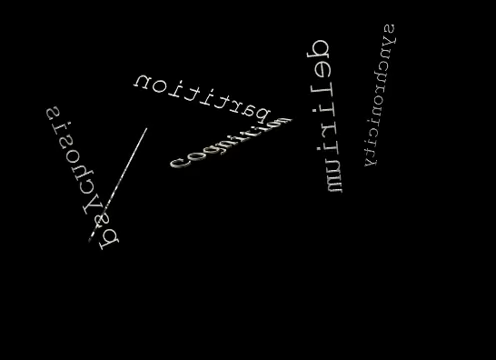 psychosis
partition
cognition
delirium
synchronicity